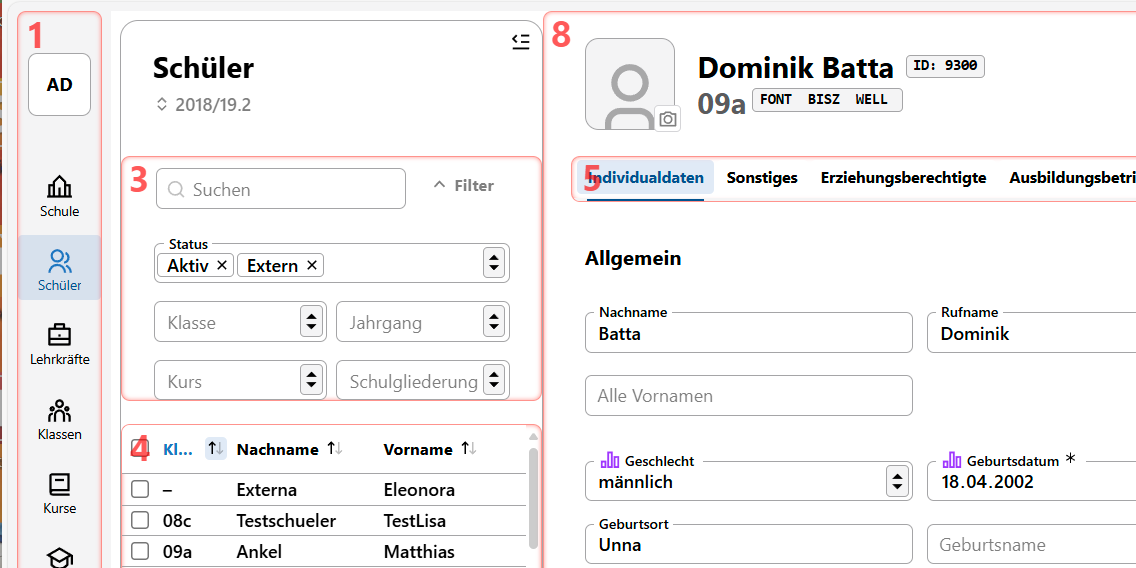 1
AD
Schule
Schüler
Lehrkräfte
Klassen
Kurse
Schüler
2018/19.2
3
Suchen
Filter
Status
Aktiv
Extern
Klasse
Jahrgang
Kurs
Schulgliederung
4
Kl... Nachname Vorname
– Externa Eleonora
08c Testschueler TestLisa
09a Ankel Matthias
8
Dominik Batta ID: 9300
09a FONT BISZ WELL
5
Individualdaten Sonstiges Erziehungsberechtigte Ausbildungsbetri
Allgemein
Nachname
Batta
Rufname
Dominik
Alle Vornamen
Geschlecht
männlich
Geburtsdatum *
18.04.2002
Geburtsort
Unna
Geburtsname